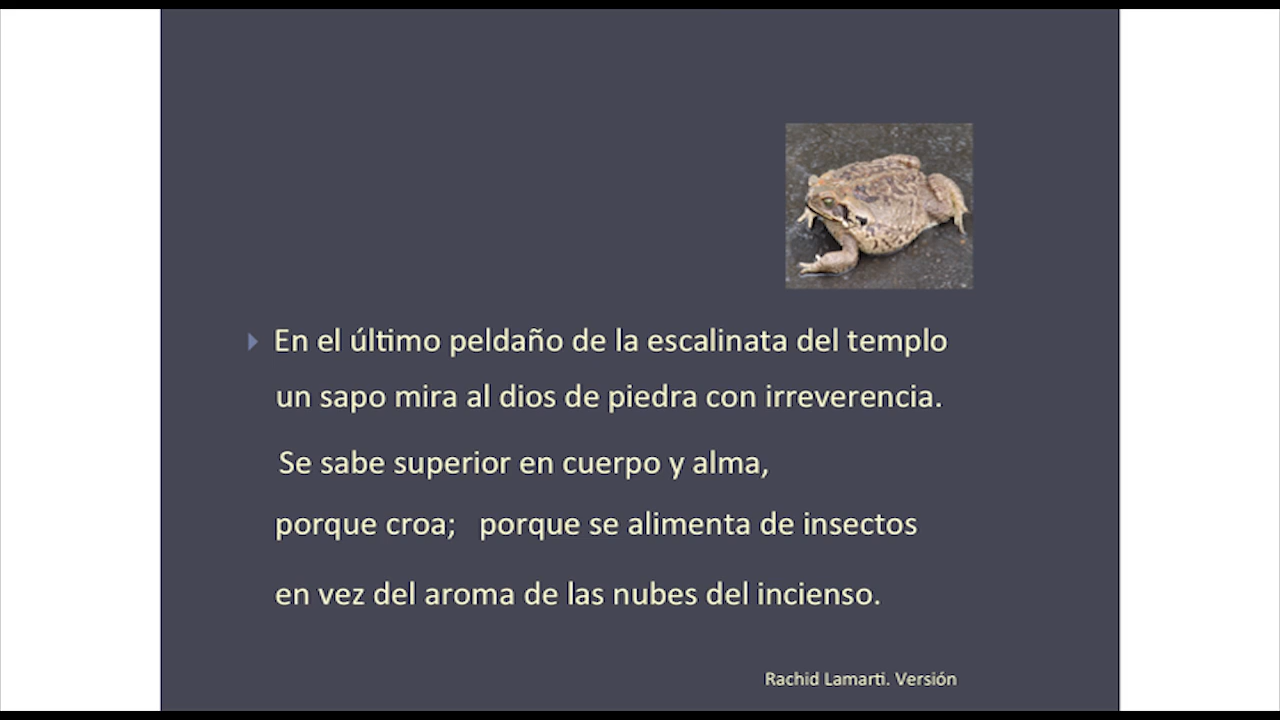 En el último peldaño de la escalinata del templo
un sapo mira al dios de piedra con irreverencia.
Se sabe superior en cuerpo y alma,
porque croa; porque se alimenta de insectos
en vez del aroma de las nubes del incienso.
Rachid Lamarti. Versión